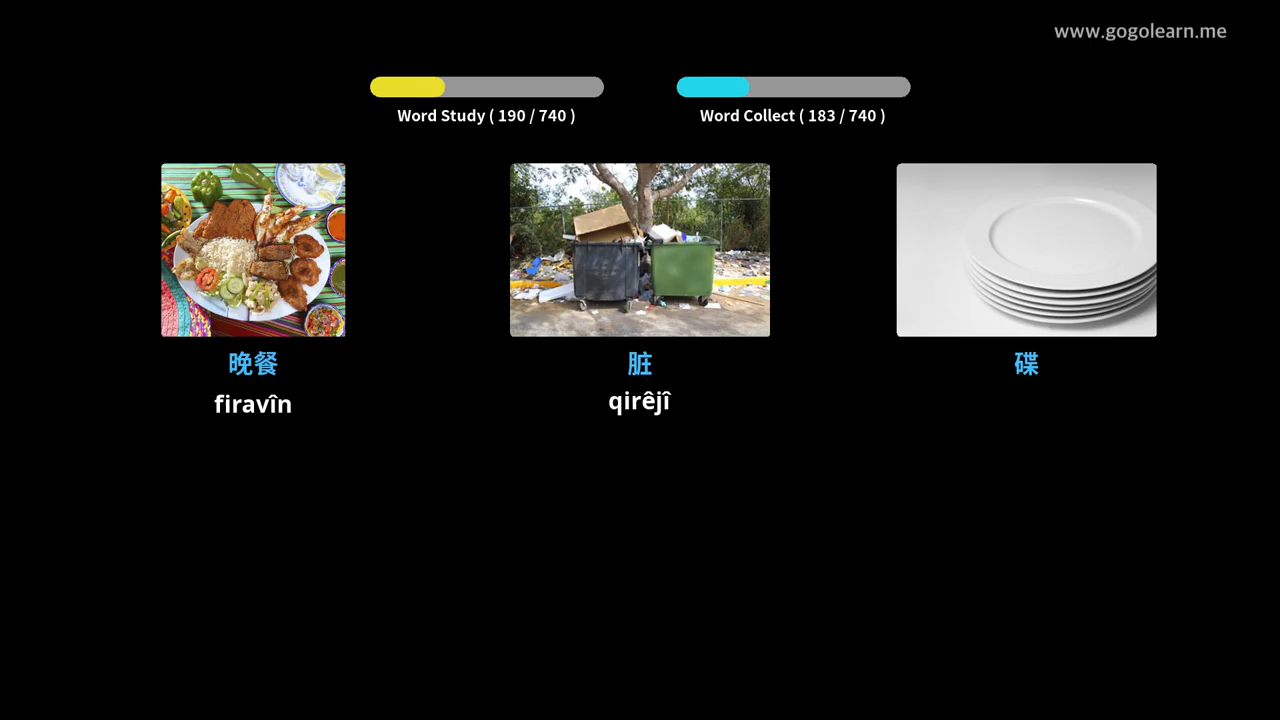 www.gogolearn.me
Word Study ( 190 / 740 )
Word Collect ( 183 / 740 )
晚餐
脏
碟
firavîn
qirêjî